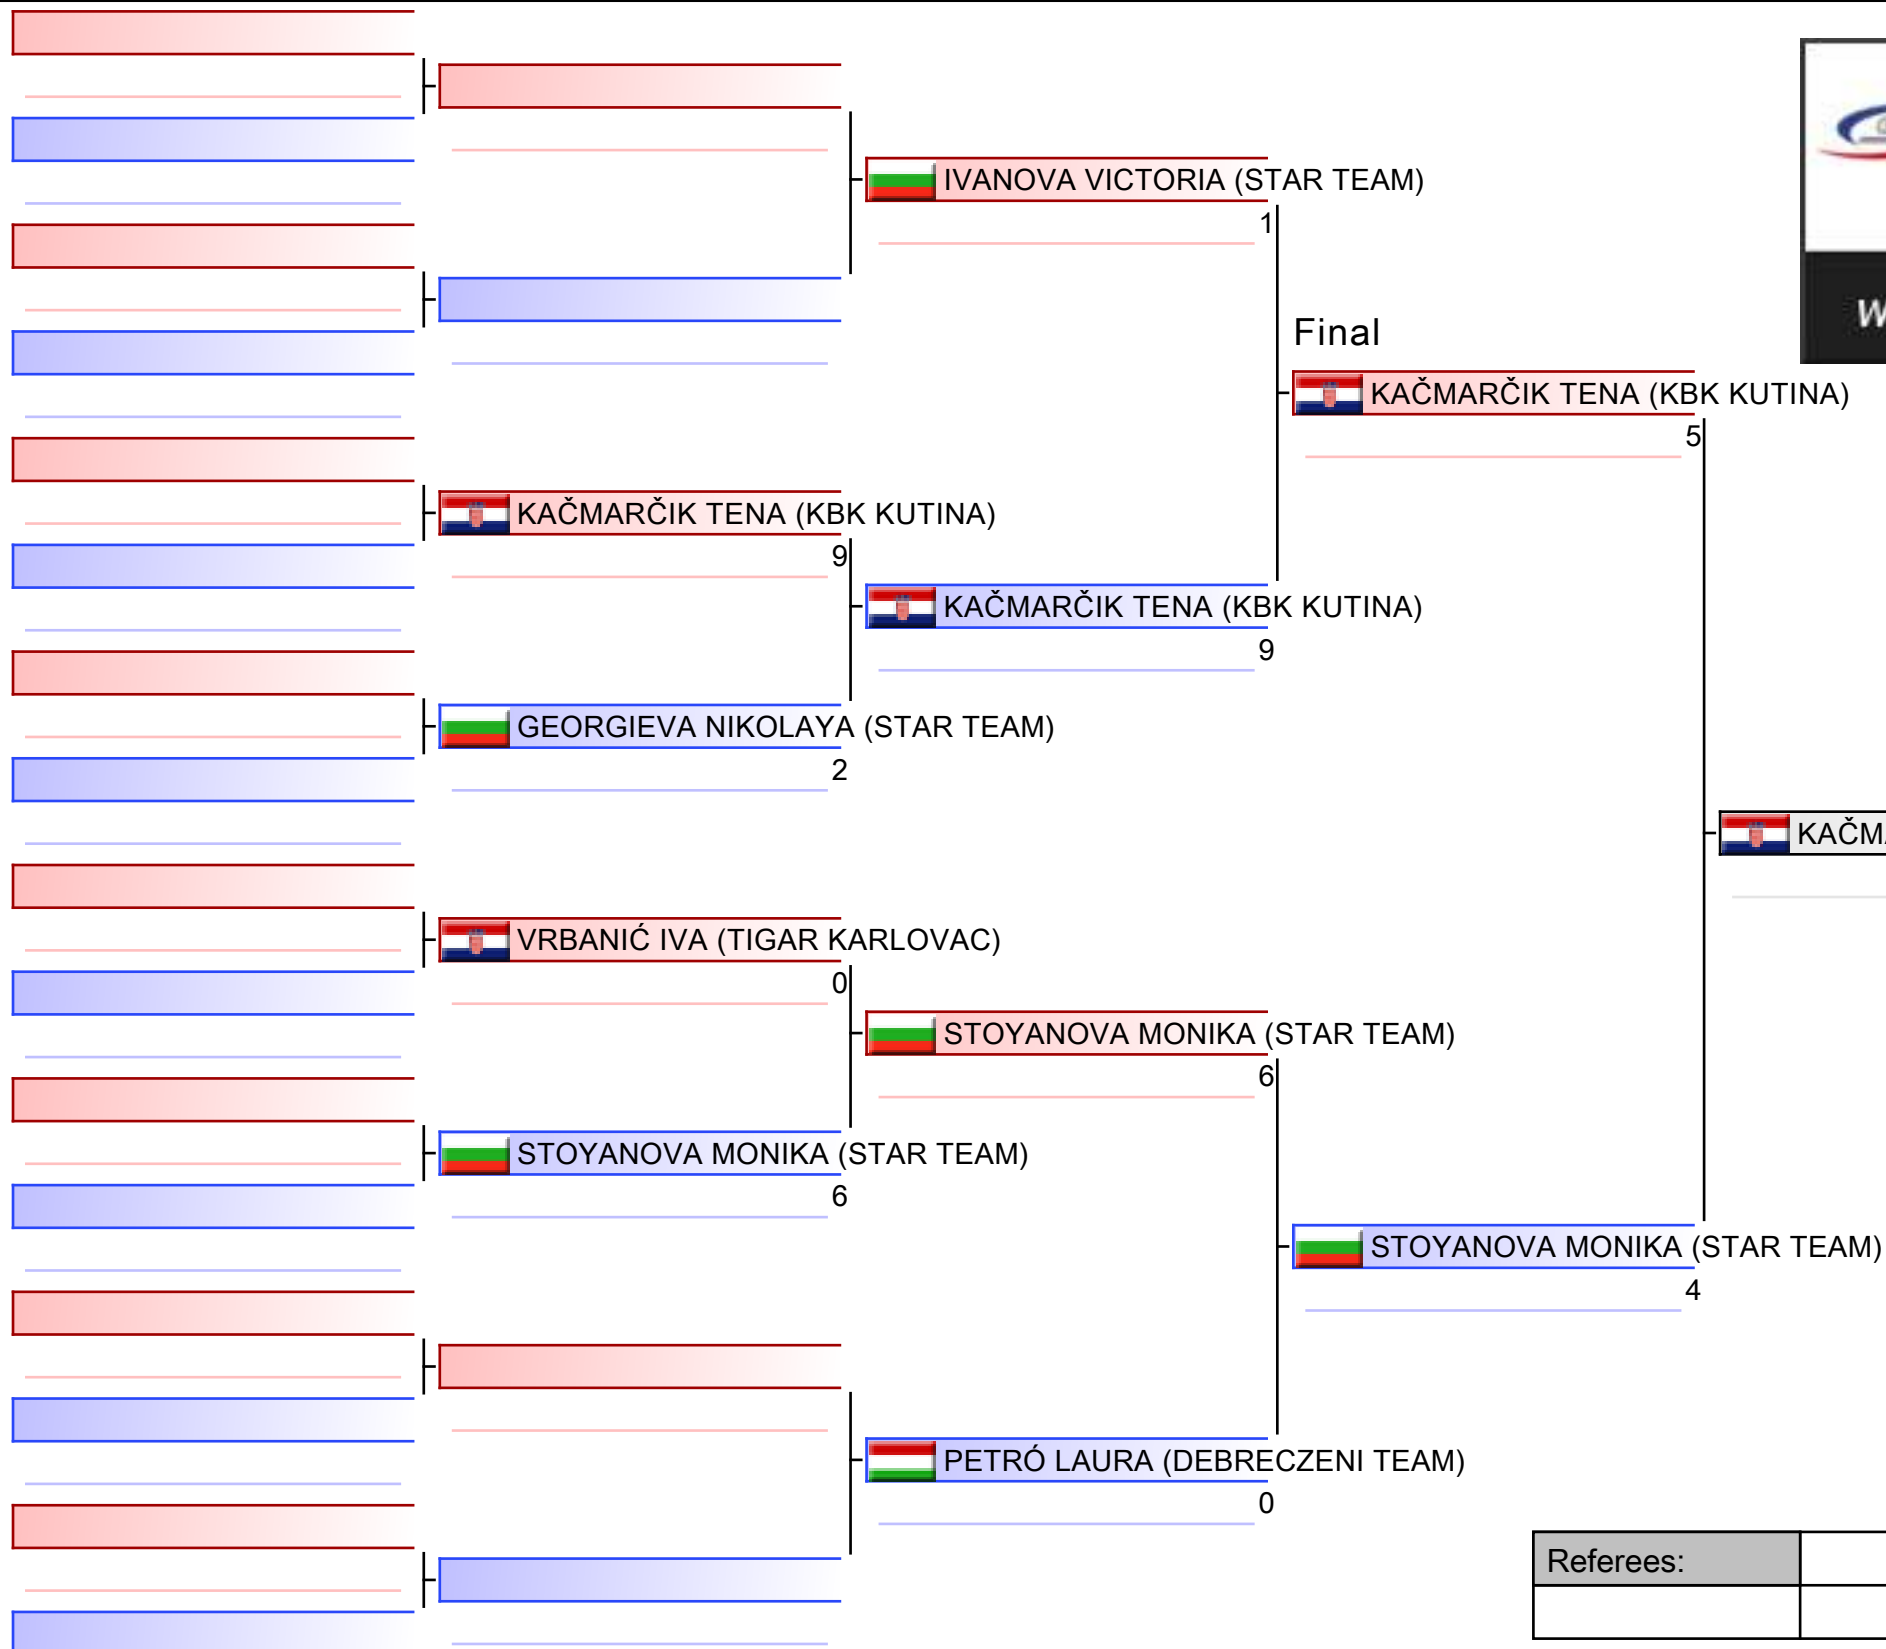 IVANOVA VICTORIA (STAR TEAM)
1
Final
KAČMARČIK TENA (KBK KUTINA)
5
KAČMARČIK TENA (KBK KUTINA)
9
KAČMARČIK TENA (KBK KUTINA)
9
GEORGIEVA NIKOLAYA (STAR TEAM)
2
VRBANIĆ IVA (TIGAR KARLOVAC)
0
STOYANOVA MONIKA (STAR TEAM)
6
STOYANOVA MONIKA (STAR TEAM)
6
STOYANOVA MONIKA (STAR TEAM)
4
PETRÓ LAURA (DEBRECZENI TEAM)
0
Referees: